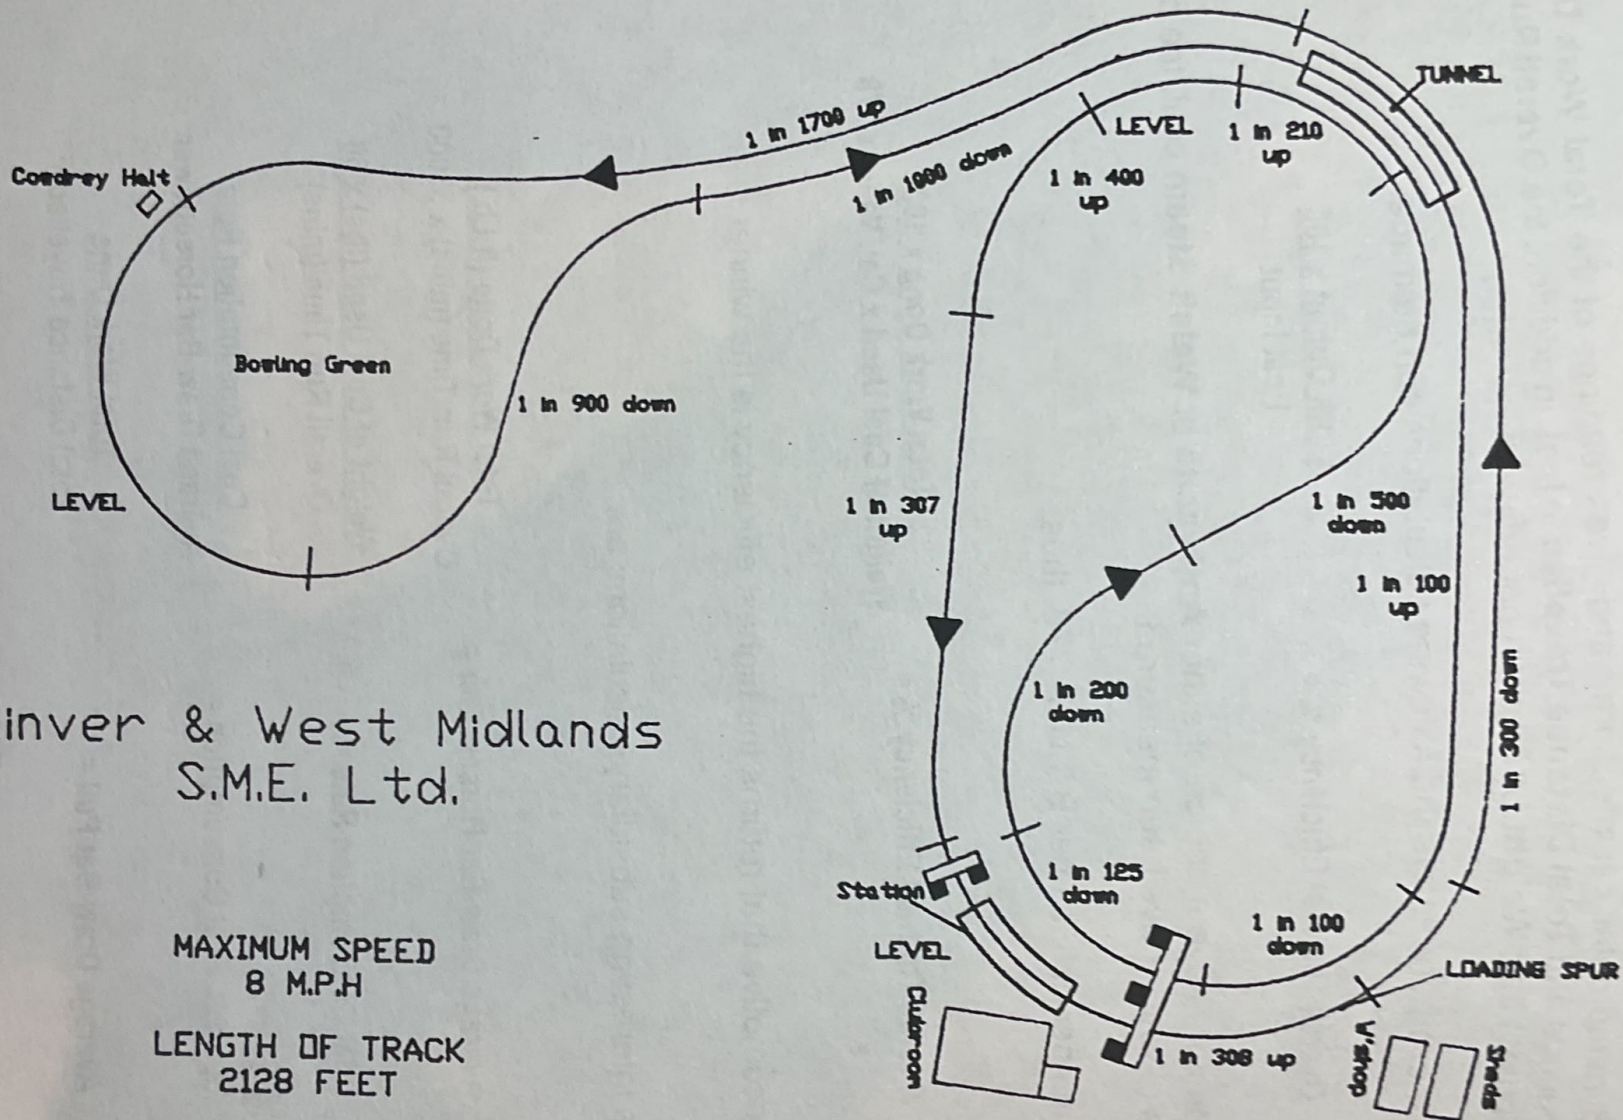 TUNNEL
1 in 1700 up
1 in 1000 down
LEVEL
1 in 210
up
1 in 400
up
Cowdrey Halt
Bowling Green
1 in 900 down
LEVEL
1 in 307
up
1 in 500
down
1 in 100
up
1 in 200
down
1 in 300 down
inver & West Midlands
S.M.E. Ltd.
1 in 125
down
Station
LEVEL
1 in 100
down
LOADING SPUR
MAXIMUM SPEED
8 M.P.H
LENGTH OF TRACK
2128 FEET
Clubroom
1 in 308 up
W'shop
Sheds